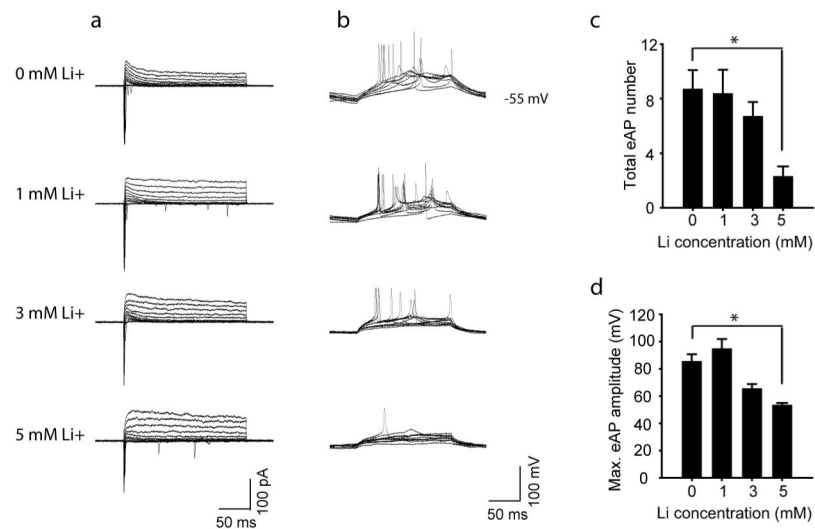 a
0 mM Li+
1 mM Li+
3 mM Li+
5 mM Li+
100 pA
50 ms
b
-55 mV
100 mV
50 ms
c
*
Total eAP number
12
8
4
0
0 1 3 5
Li concentration (mM)
d
*
Max. eAP amplitude (mV)
120
100
80
60
40
20
0
0 1 3 5
Li concentration (mM)